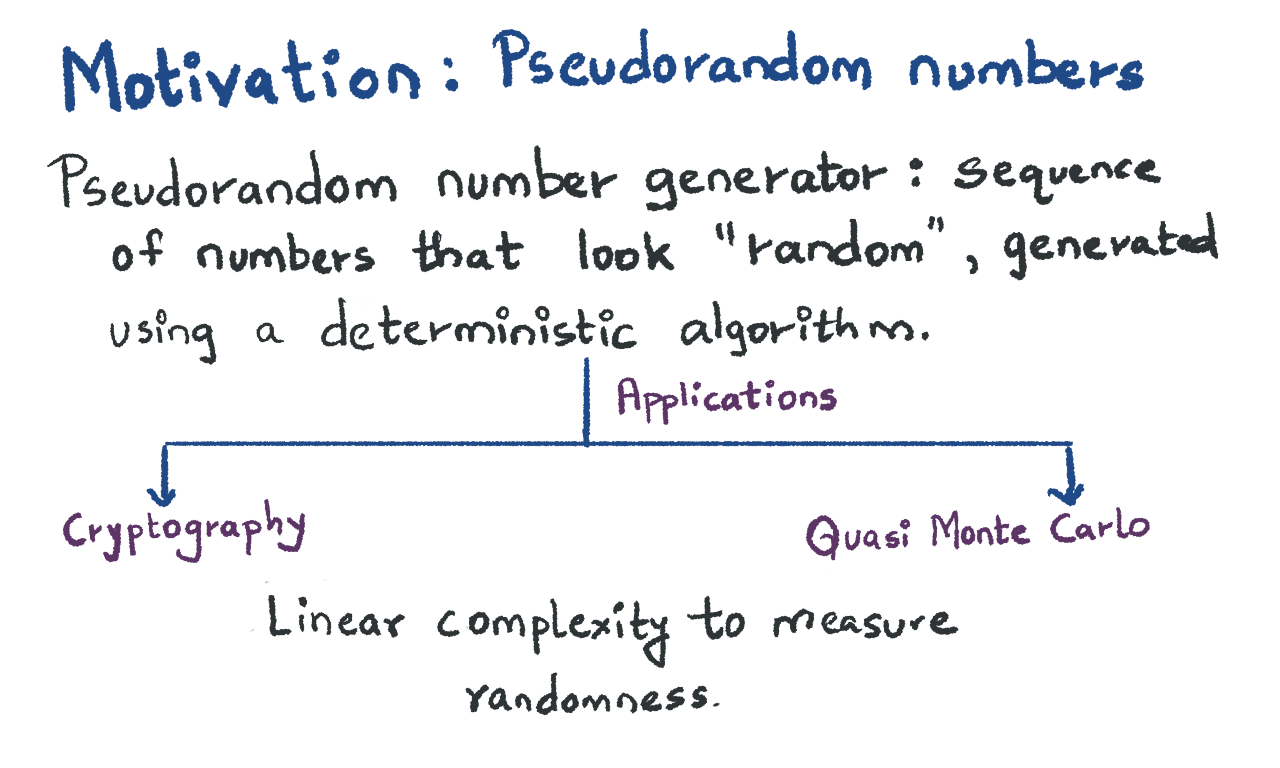 Motivation: Pseudorandom numbers
Pseudorandom number generator: sequence
of numbers that look "random", generated
using a deterministic algorithm.
Applications
Cryptography
Quasi Monte Carlo
Linear complexity to measure
randomness.